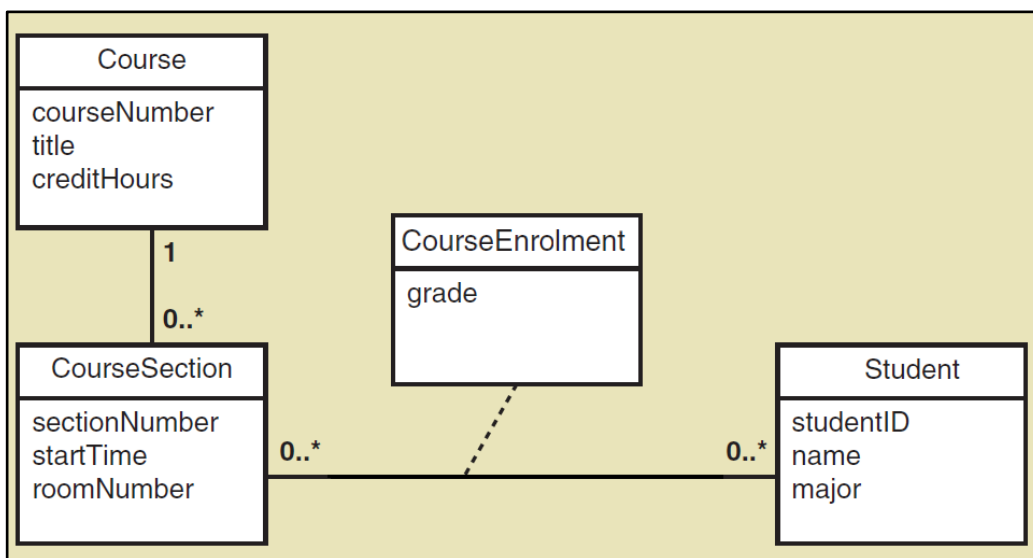 Course
courseNumber
title
creditHours
1
0..*
CourseSection
sectionNumber
startTime
roomNumber
0..*
CourseEnrolment
grade
0..*
Student
studentID
name
major